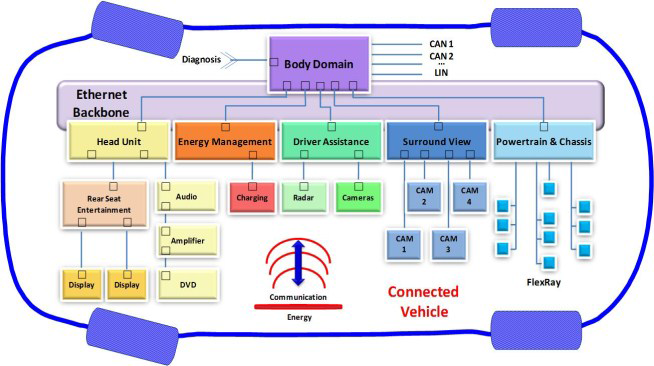 Diagnosis
Body Domain
CAN 1
CAN 2
...
LIN
Ethernet
Backbone
Head Unit
Energy Management
Driver Assistance
Surround View
Powertrain & Chassis
Rear Seat
Entertainment
Audio
Charging
Radar
Cameras
CAM
2
CAM
4
Amplifier
CAM
1
CAM
3
Display
Display
DVD
FlexRay
Communication
Energy
Connected
Vehicle